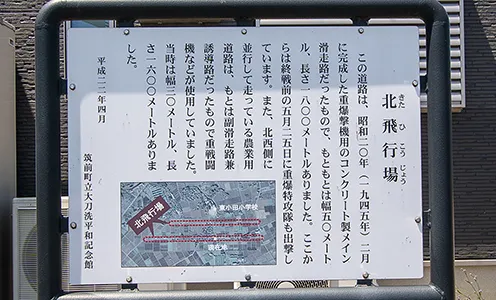 北飛行場
きた ひ こうじょう
この道路は、昭和二〇年（一九四五年）二月
に完成した重爆撃機用のコンクリート製メイン
滑走路だったもので、もともとは幅五〇メート
ル、長さ一八〇〇メートルありました。ここか
らは終戦前の五月二五日に重爆特攻隊も出撃し
ています。また、北西側に
並行して走っている農業用
道路は、もとは副滑走路兼
誘導路だったもので重戦闘
機などが使用していました。
当時は幅三〇メートル、長
さ一六〇〇メートルありま
した。
平成二二年四月
筑前町立大刀洗平和記念館
東小田小学校
北飛行場
現在地